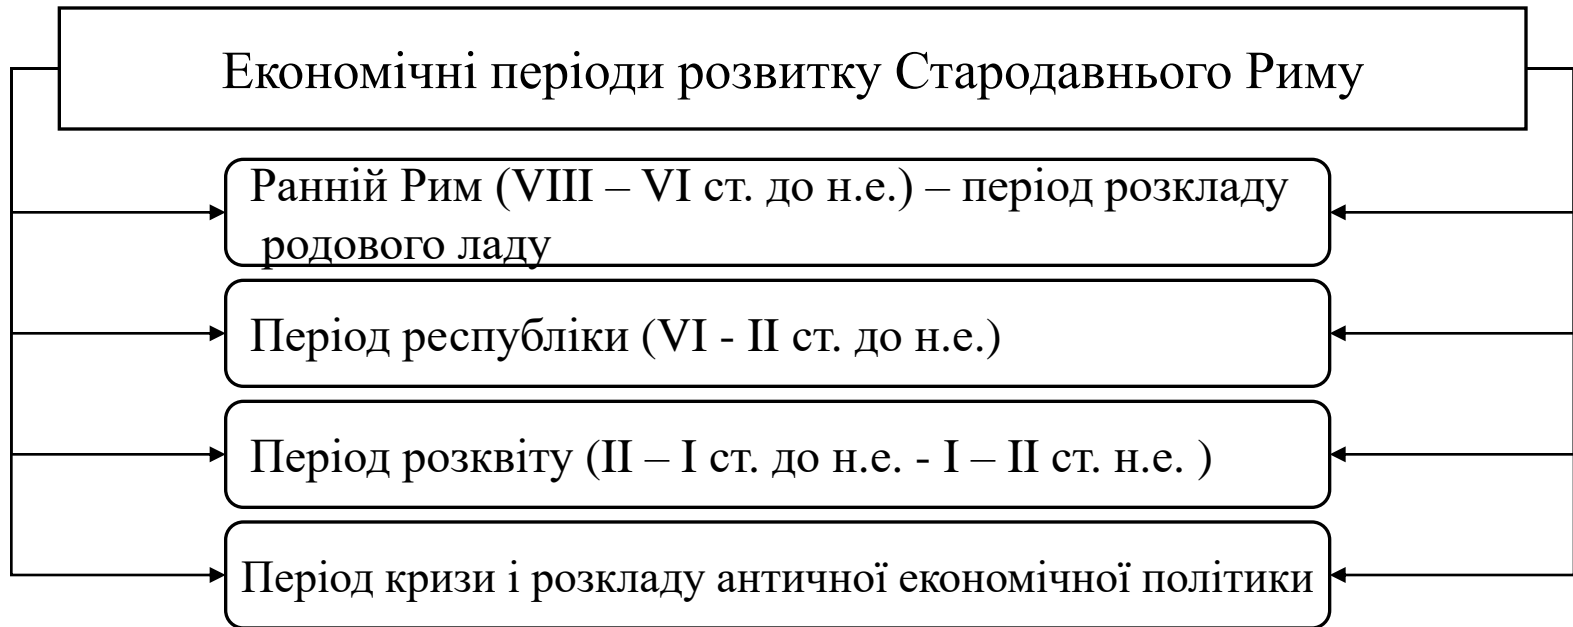 Економічні періоди розвитку Стародавнього Риму
Ранній Рим (VIII – VI ст. до н.е.) – період розкладу
родового ладу
Період республіки (VI - II ст. до н.е.)
Період розквіту (II – I ст. до н.е. - I – II ст. н.е. )
Період кризи і розкладу античної економічної політики